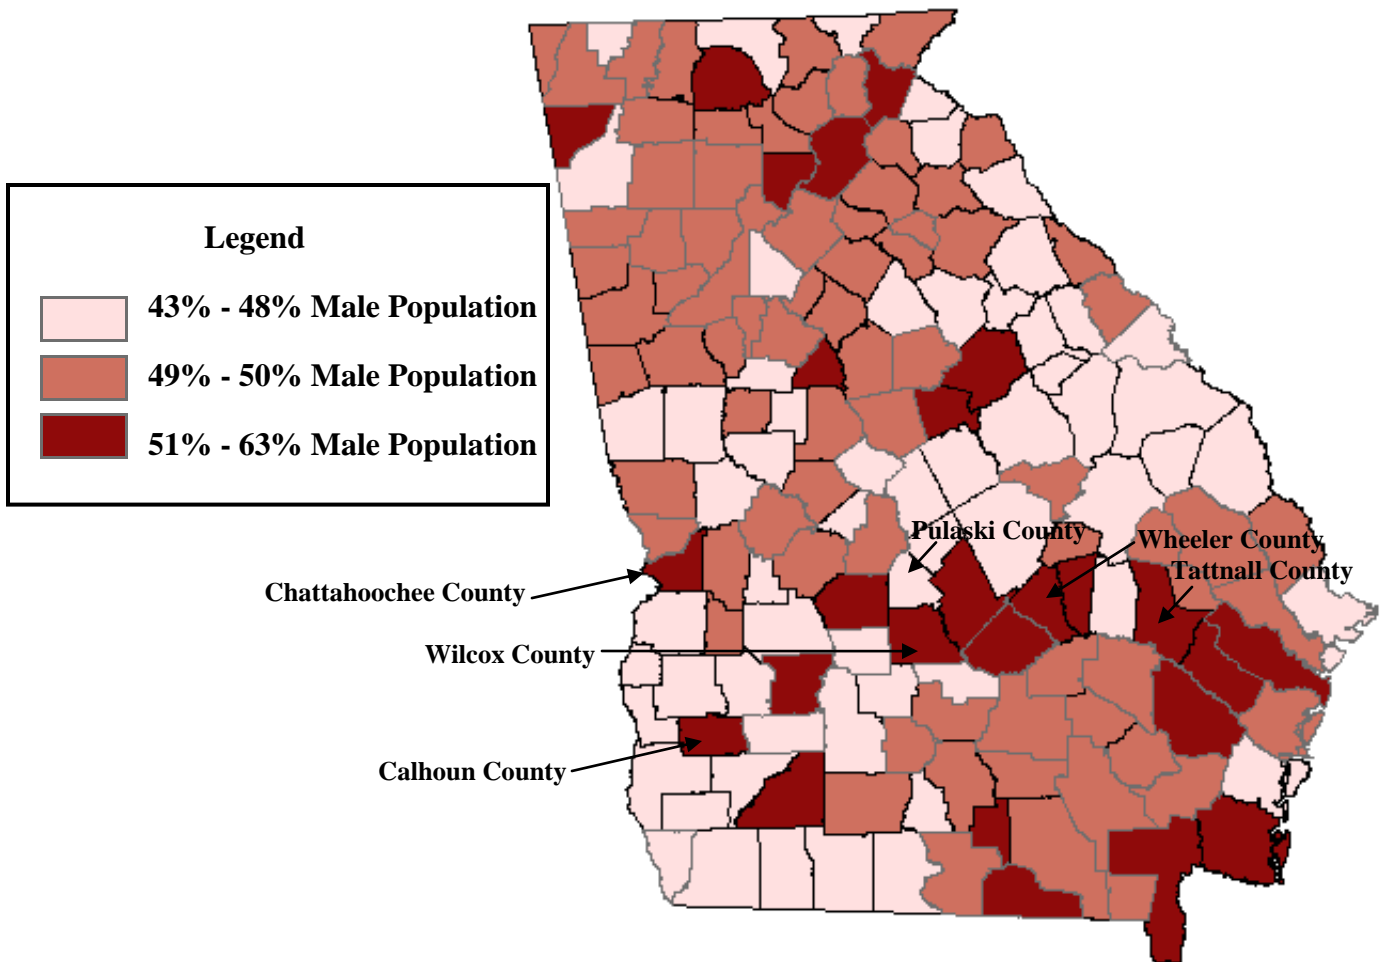 Legend
43% - 48% Male Population
49% - 50% Male Population
51% - 63% Male Population
Pulaski County
Wheeler County
Tattnall County
Chattahoochee County
Wilcox County
Calhoun County